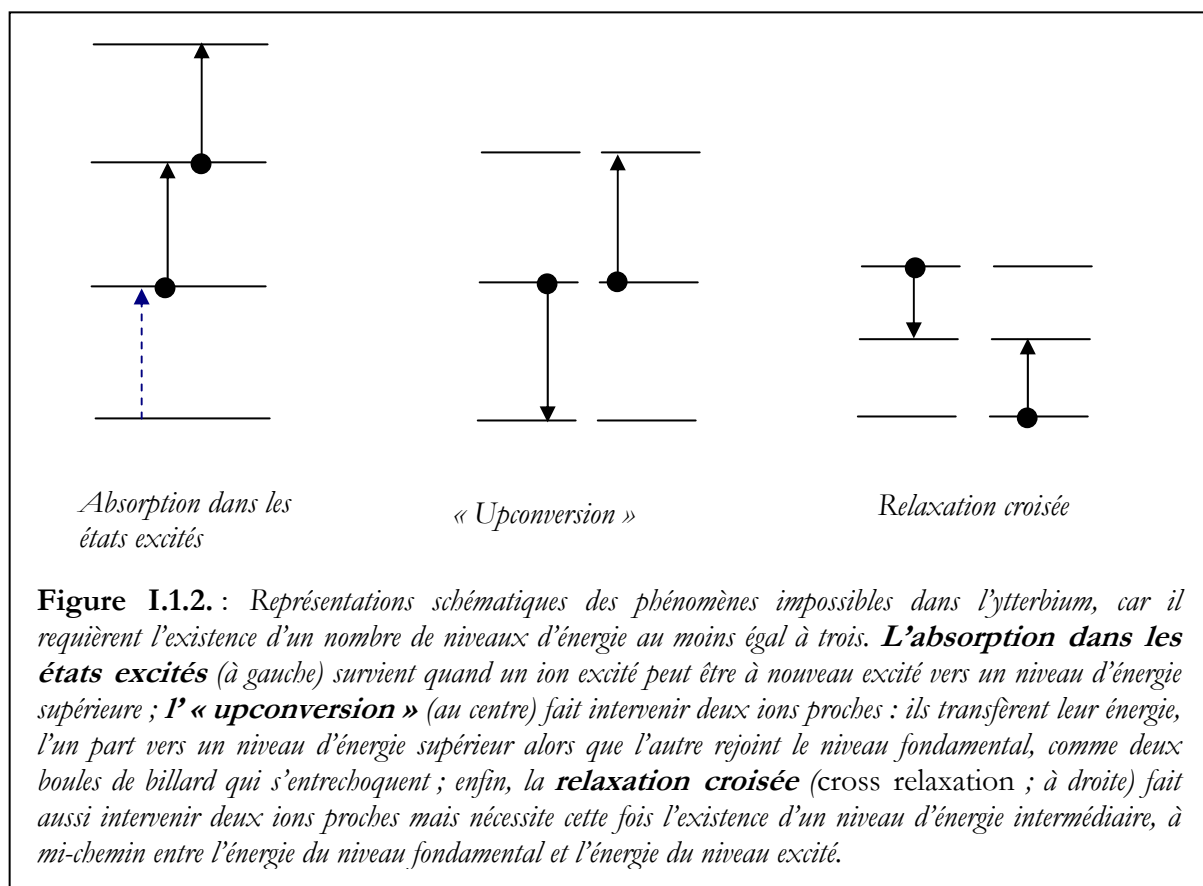 Absorption dans les
états excités
« Upconversion »
Relaxation croisée
Figure I.1.2. : Représentations schématiques des phénomènes impossibles dans l'ytterbium, car il
requièrent l'existence d'un nombre de niveaux d'énergie au moins égal à trois. L'absorption dans les
états excités (à gauche) survient quand un ion excité peut être à nouveau excité vers un niveau d'énergie
supérieure ; l' « upconversion » (au centre) fait intervenir deux ions proches : ils transfèrent leur énergie,
l'un part vers un niveau d'énergie supérieur alors que l'autre rejoint le niveau fondamental, comme deux
boules de billard qui s'entrechoquent ; enfin, la relaxation croisée (cross relaxation ; à droite) fait
aussi intervenir deux ions proches mais nécessite cette fois l'existence d'un niveau d'énergie intermédiaire, à
mi-chemin entre l'énergie du niveau fondamental et l'énergie du niveau excité.